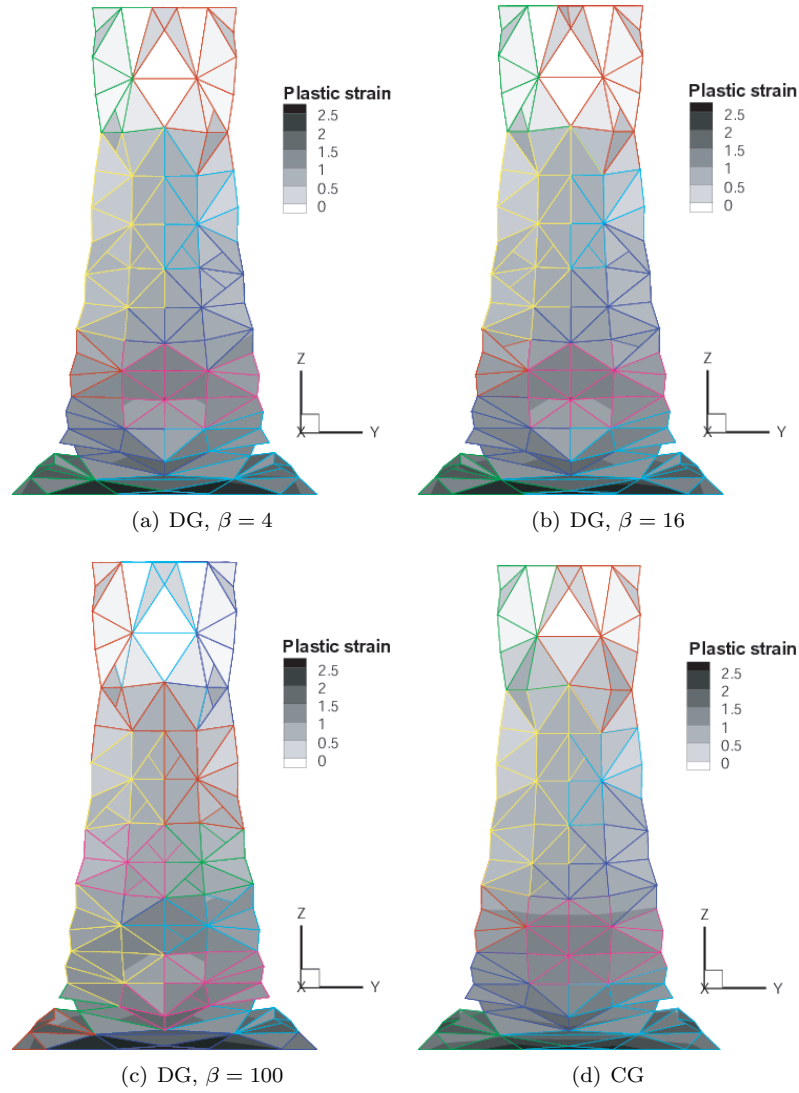 Plastic strain
2.5
2
1.5
1
0.5
0
Z
X
Y
(a) DG, β = 4
Plastic strain
2.5
2
1.5
1
0.5
0
Z
X
Y
(b) DG, β = 16
Plastic strain
2.5
2
1.5
1
0.5
0
Z
X
Y
(c) DG, β = 100
Plastic strain
2.5
2
1.5
1
0.5
0
Z
X
Y
(d) CG